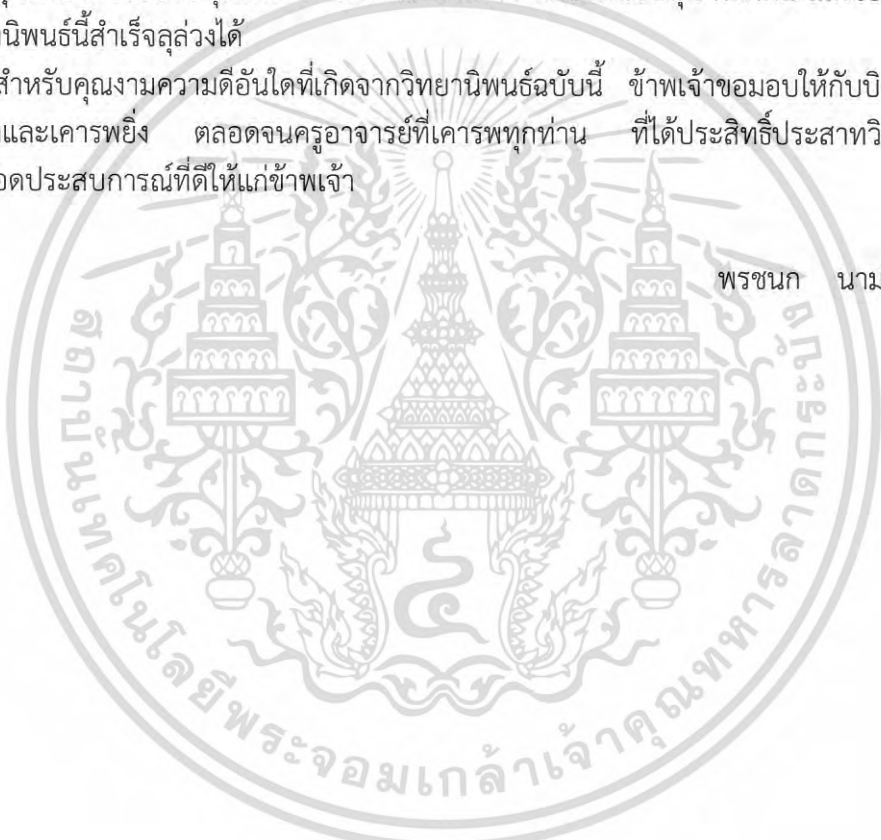 นิพนธ์นี้สำเร็จลุล่วงได้
สำหรับคุณงามความดีอันใดที่เกิดจากวิทยานิพนธ์ฉบับนี้ ข้าพเจ้าขอมอบให้กับบิ
และเคารพยิ่ง ตลอดจนครูอาจารย์ที่เคารพทุกท่าน ที่ได้ประสิทธิ์ประสาทวิ
อดประสบการณ์ที่ดีให้แก่ข้าพเจ้า
พรชนก นาม
สถาบันเทคโนโลยีพระจอมเกล้าเจ้าคุณทหารลาดกระบัง